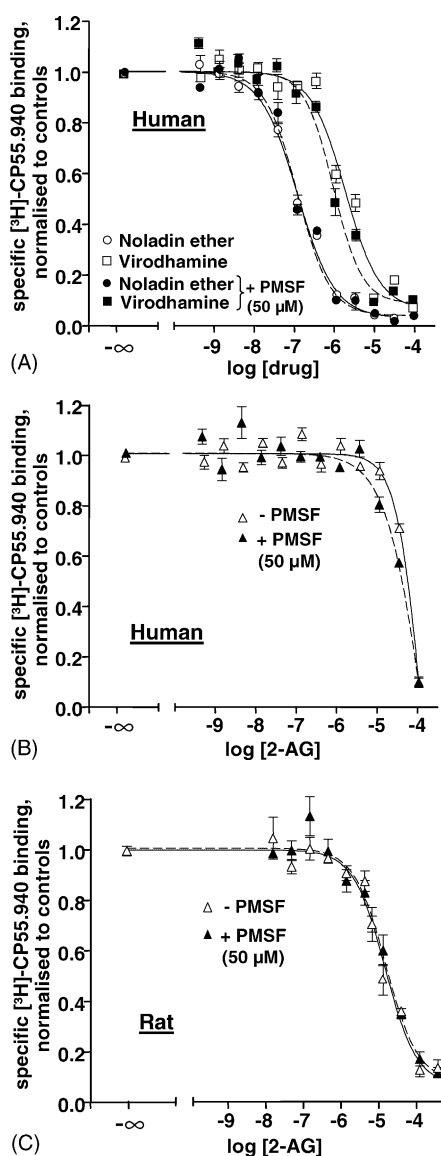 specific [³H]-CP55.940 binding,
normalised to controls
1.2
1.0
0.8
0.6
0.4
0.2
0.0
Human
Noladin ether
Virodhamine
Noladin ether
Virodhamine
+ PMSF
(50 µM)
-∞
-9 -8 -7 -6 -5 -4
log [drug]
(A)
specific [³H]-CP55.940 binding,
normalised to controls
1.2
1.0
0.8
0.6
0.4
0.2
0.0
- PMSF
+ PMSF
(50 µM)
Human
-∞
-9 -8 -7 -6 -5 -4
log [2-AG]
(B)
specific [³H]-CP55.940 binding,
normalised to controls
1.2
1.0
0.8
0.6
0.4
0.2
0.0
- PMSF
+ PMSF
(50 µM)
Rat
-∞
-9 -8 -7 -6 -5 -4
log [2-AG]
(C)